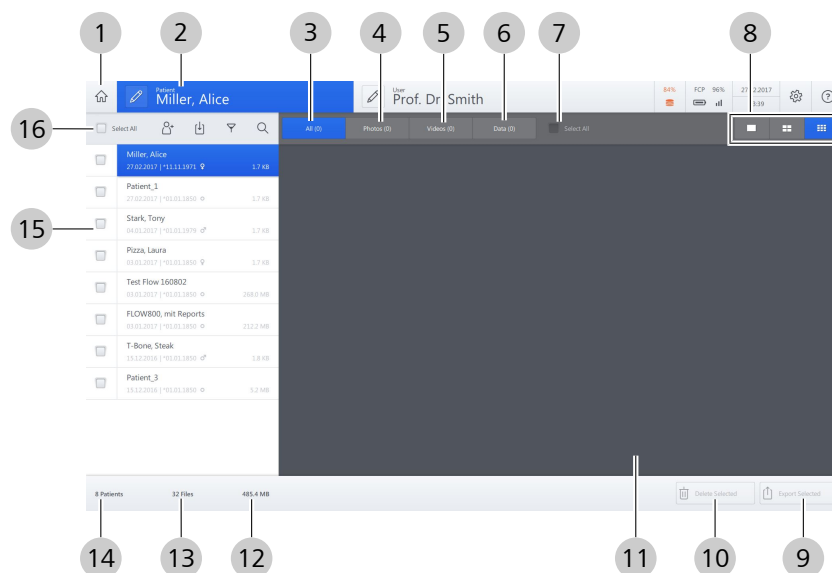 1 2 3 4 5 6 7 8
Patient
Miller, Alice
User
Prof. Dr. Smith
84%
FCP 96%
16
Select All
All (0) Photos (0) Videos (0) Data (0) Select All
Miller, Alice
27.02.2017 | *11.11.1971 ♀ 1.7 KB
Patient_1
27.02.2017 | *01.01.1850 1.7 KB
15
Stark, Tony
04.01.2017 | *01.01.1979 ♂ 1.7 KB
Pizza, Laura
03.01.2017 | *01.01.1850 ♀ 1.7 KB
Test Flow 160802
03.01.2017 | *01.01.1850 268.0 MB
FLOW800, mit Reports
03.01.2017 | *01.01.1850 212.2 MB
T-Bone, Steak
15.12.2016 | *01.01.1850 ♂ 1.8 KB
Patient_3
15.12.2016 | *01.01.1850 5.2 MB
8 Patients 32 Files 485.4 MB Delete Selected Export Selected
14 13 12 11 10 9